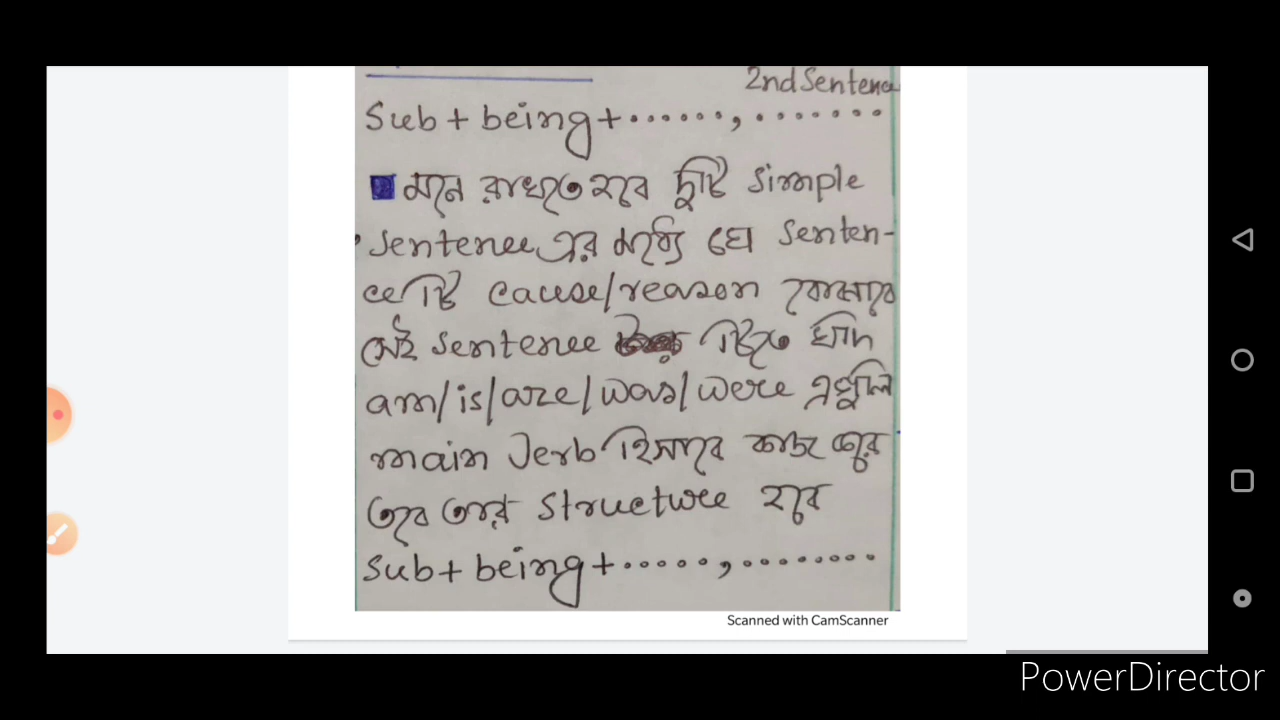 2nd Sentence
Sub + being + ......, .......
মনে রাখতে হবে দুটি simple
sentence এর মধ্যে যে senten-
ce টি cause/reason বোঝাবে
সেই sentence টিতে যদি
am/is/are/was/were এগুলি
main verb হিসাবে কাজ করে
তবে তার structure হবে
Sub + being + ....., ........
Scanned with CamScanner
PowerDirector